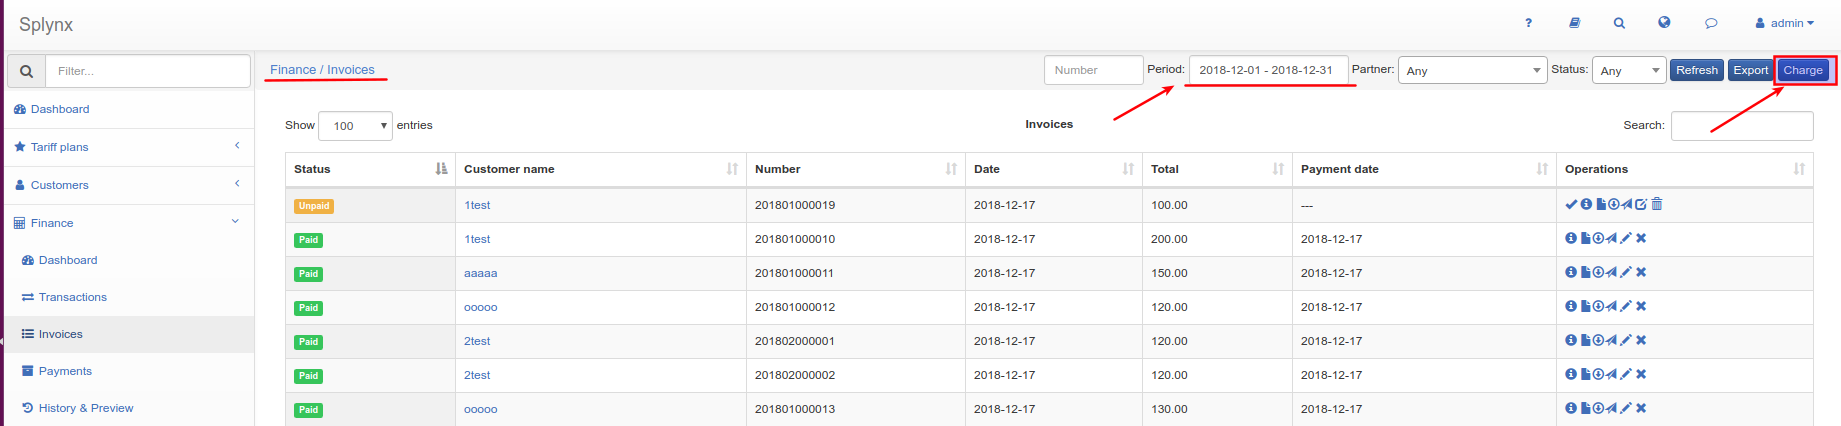 Splynx
? admin
Filter...
Finance / Invoices
Number Period: 2018-12-01 - 2018-12-31 Partner: Any Status: Any Refresh Export Charge
Dashboard
Tariff plans
Customers
Finance
Dashboard
Transactions
Invoices
Payments
History & Preview
Show 100 entries
Invoices
Search:
Status Customer name Number Date Total Payment date Operations
Unpaid 1test 201801000019 2018-12-17 100.00 ---
Paid 1test 201801000010 2018-12-17 200.00 2018-12-17
Paid aaaaa 201801000011 2018-12-17 150.00 2018-12-17
Paid ooooo 201801000012 2018-12-17 120.00 2018-12-17
Paid 2test 201802000001 2018-12-17 120.00 2018-12-17
Paid 2test 201802000002 2018-12-17 120.00 2018-12-17
Paid ooooo 201801000013 2018-12-17 130.00 2018-12-17